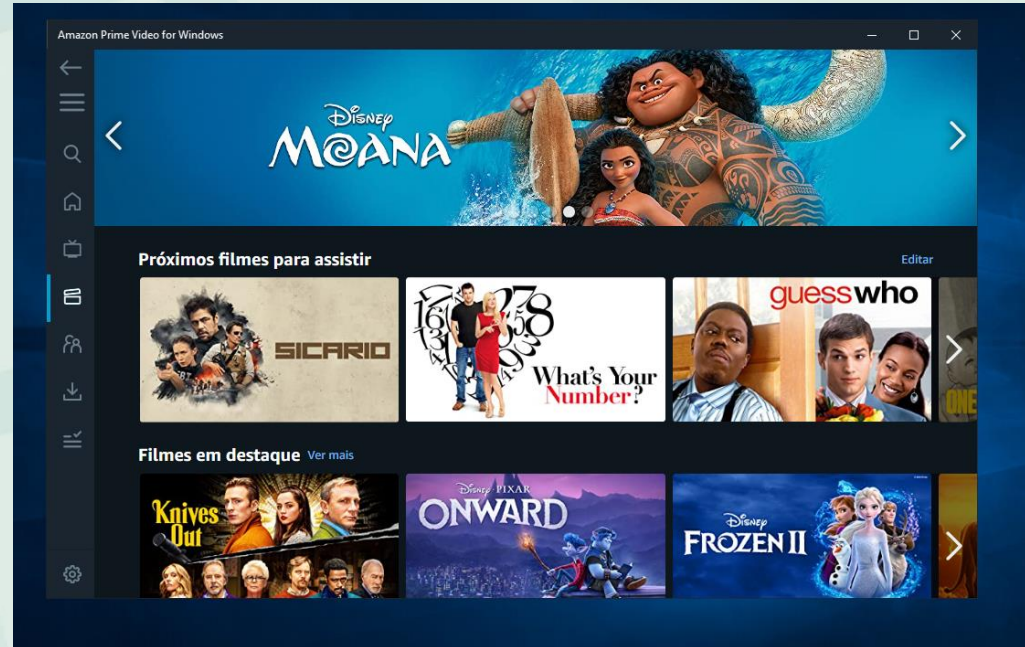 Amazon Prime Video for Windows
Disney
MOANA
Próximos filmes para assistir
Editar
SICARIO
What's Your
Number?
guess who
Filmes em destaque Ver mais
Knives
Out
Disney·PIXAR
ONWARD
Disney
FROZEN II